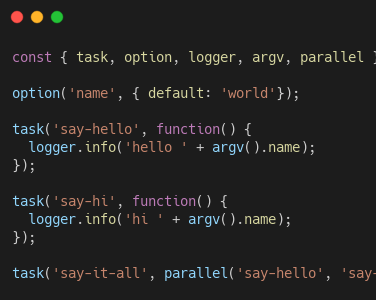 const { task, option, logger, argv, parallel }
option('name', { default: 'world'});
task('say-hello', function() {
logger.info('hello ' + argv().name);
});
task('say-hi', function() {
logger.info('hi ' + argv().name);
});
task('say-it-all', parallel('say-hello', 'say-